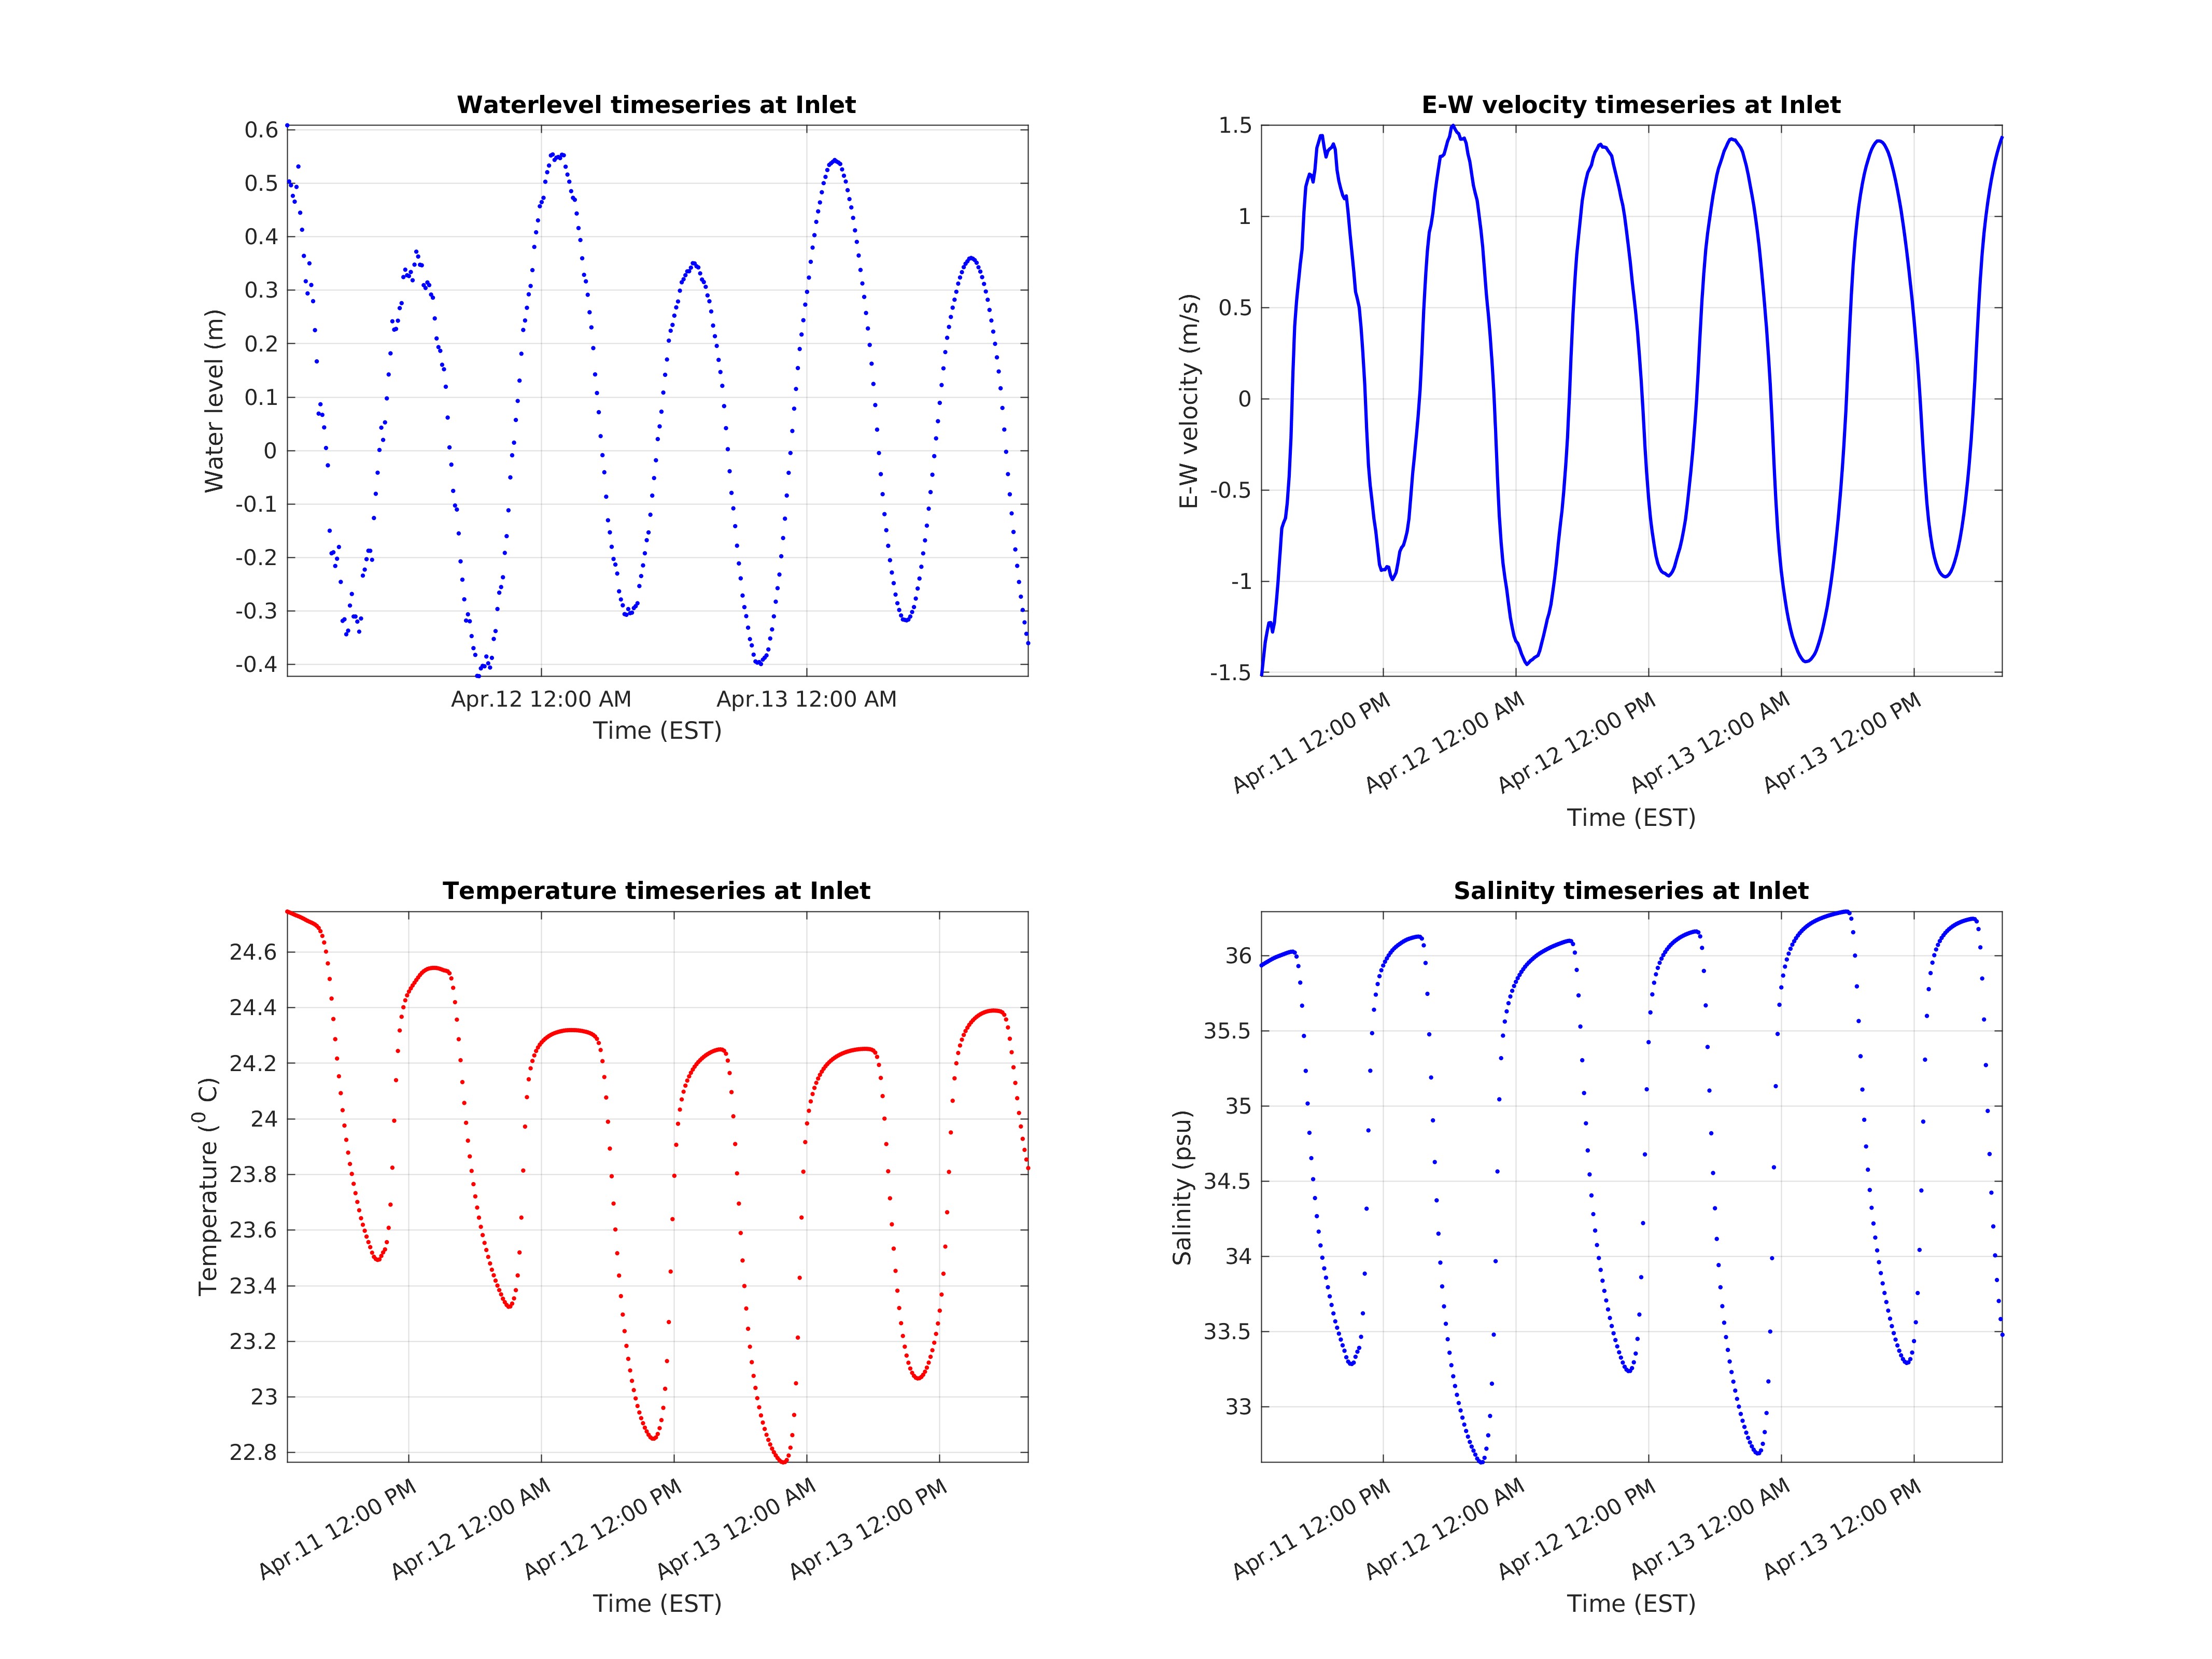 Waterlevel timeseries at Inlet
0.6
0.5
0.4
0.3
0.2
0.1
0
-0.1
-0.2
-0.3
-0.4
Water level (m)
Apr.12 12:00 AM
Apr.13 12:00 AM
Time (EST)
E-W velocity timeseries at Inlet
1.5
1
0.5
0
-0.5
-1
-1.5
E-W velocity (m/s)
Apr.11 12:00 PM
Apr.12 12:00 AM
Apr.12 12:00 PM
Apr.13 12:00 AM
Apr.13 12:00 PM
Time (EST)
Temperature timeseries at Inlet
24.6
24.4
24.2
24
23.8
23.6
23.4
23.2
23
22.8
Temperature (⁰ C)
Apr.11 12:00 PM
Apr.12 12:00 AM
Apr.12 12:00 PM
Apr.13 12:00 AM
Apr.13 12:00 PM
Time (EST)
Salinity timeseries at Inlet
36
35.5
35
34.5
34
33.5
33
Salinity (psu)
Apr.11 12:00 PM
Apr.12 12:00 AM
Apr.12 12:00 PM
Apr.13 12:00 AM
Apr.13 12:00 PM
Time (EST)